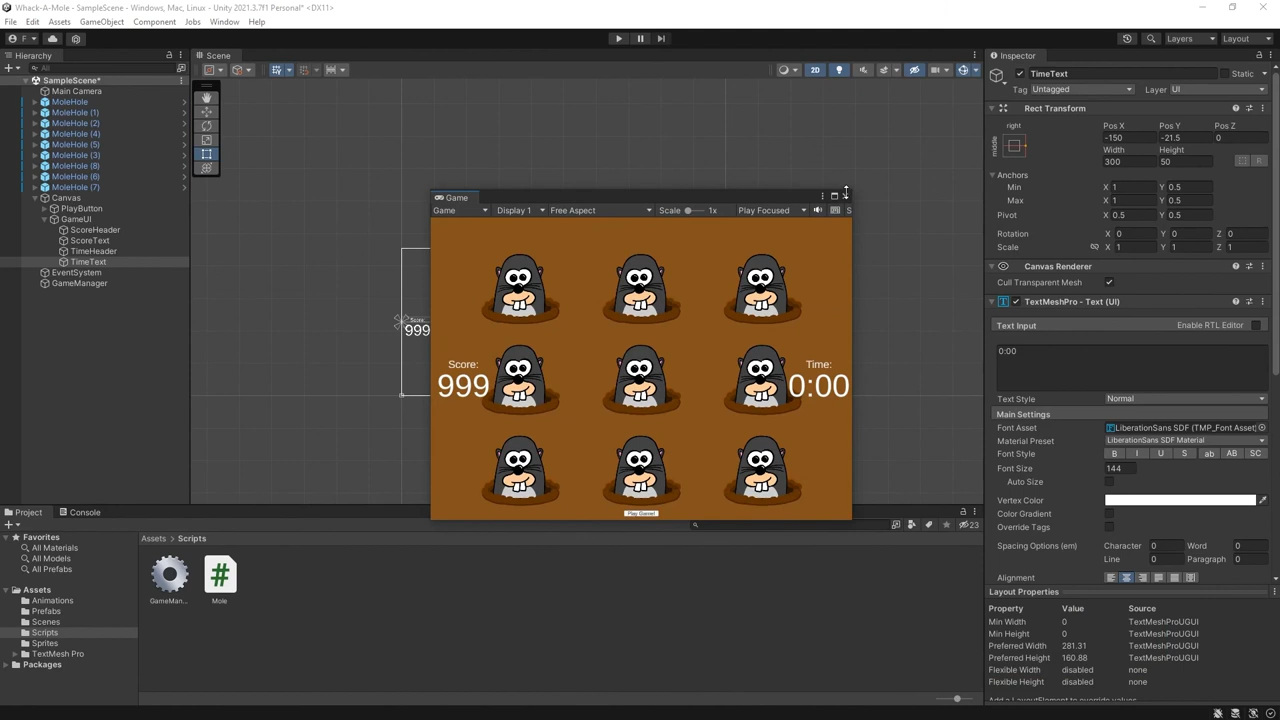 Whack-A-Mole - SampleScene - Windows, Mac, Linux - Unity 2021.3.7f1 Personal* <DX11>
File Edit Assets GameObject Component Jobs Window Help
F
Layers
Layout
Hierarchy
All
SampleScene*
Main Camera
MoleHole
MoleHole (1)
MoleHole (2)
MoleHole (4)
MoleHole (5)
MoleHole (3)
MoleHole (8)
MoleHole (6)
MoleHole (7)
Canvas
PlayButton
GameUI
ScoreHeader
ScoreText
TimeHeader
TimeText
EventSystem
GameManager
Scene
2D
Score:
999
Game
Game Display 1 Free Aspect Scale 1x Play Focused S
Score:
999
Time:
0:00
Play Game!
Inspector
TimeText Static
Tag Untagged Layer UI
Rect Transform
right
middle
Pos X Pos Y Pos Z
-150 -21.5 0
Width Height
300 50
R
Anchors
Min X 1 Y 0.5
Max X 1 Y 0.5
Pivot X 0.5 Y 0.5
Rotation X 0 Y 0 Z 0
Scale X 1 Y 1 Z 1
Canvas Renderer
Cull Transparent Mesh
TextMeshPro - Text (UI)
Text Input Enable RTL Editor
0:00
Text Style Normal
Main Settings
Font Asset LiberationSans SDF (TMP_Font Asset)
Material Preset LiberationSans SDF Material
Font Style B I U S ab AB SC
Font Size 144
Auto Size
Vertex Color
Color Gradient
Override Tags
Spacing Options (em) Character 0 Word 0
Line 0 Paragraph 0
Alignment
Layout Properties
Property Value Source
Min Width 0 TextMeshProUGUI
Min Height 0 TextMeshProUGUI
Preferred Width 281.31 TextMeshProUGUI
Preferred Height 160.88 TextMeshProUGUI
Flexible Width disabled none
Flexible Height disabled none
Add a LayoutElement to override values.
Project Console
23
Favorites
All Materials
All Models
All Prefabs
Assets
Animations
Prefabs
Scenes
Scripts
Sprites
TextMesh Pro
Packages
Assets > Scripts
GameMan...
Mole